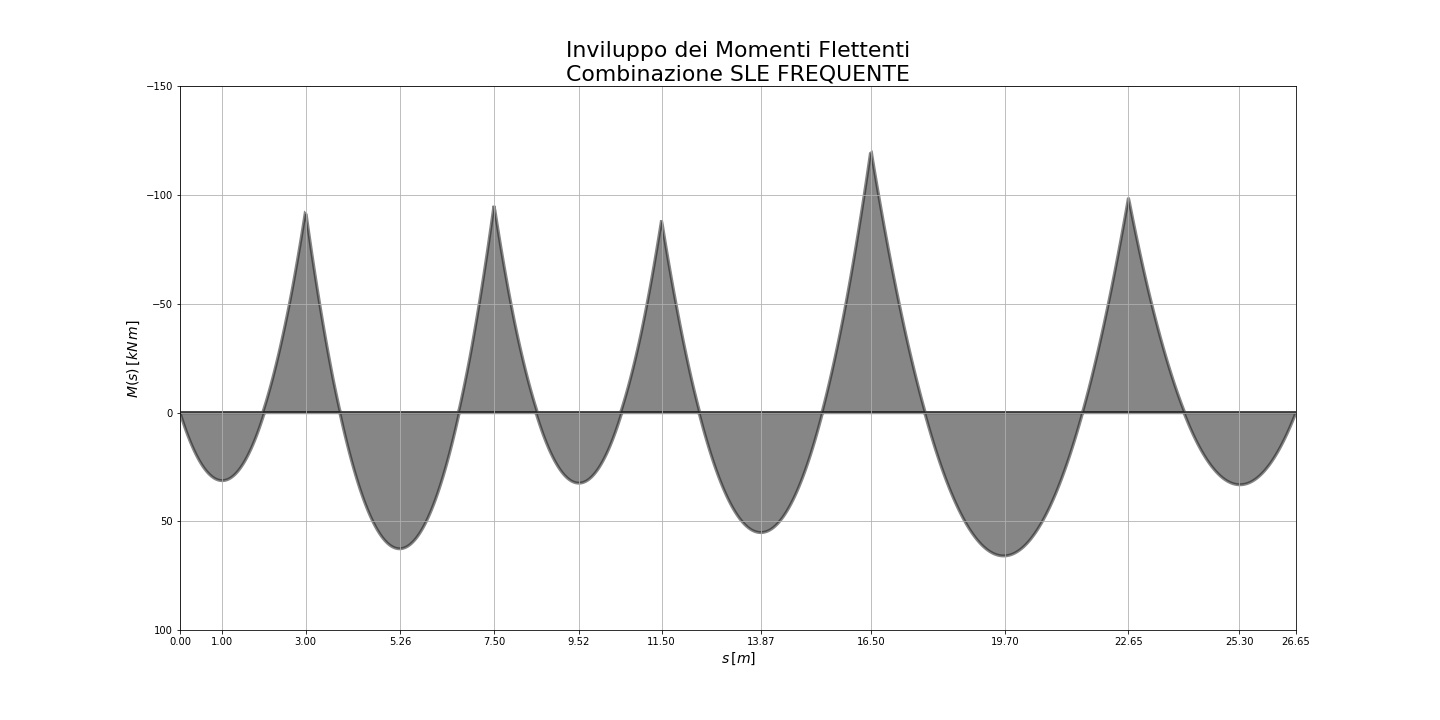 Inviluppo dei Momenti Flettenti
Combinazione SLE FREQUENTE
−150
−100
−50
0
50
100
M(s) [kNm]
0.00 1.00 3.00 5.26 7.50 9.52 11.50 13.87 16.50 19.70 22.65 25.30 26.65
s [m]